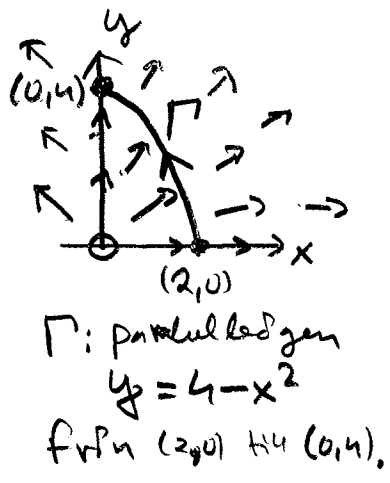 y
(0,4)
Γ
x
(2,0)
Γ: parabelbågen
y = 4-x²
från (2,0) till (0,4).